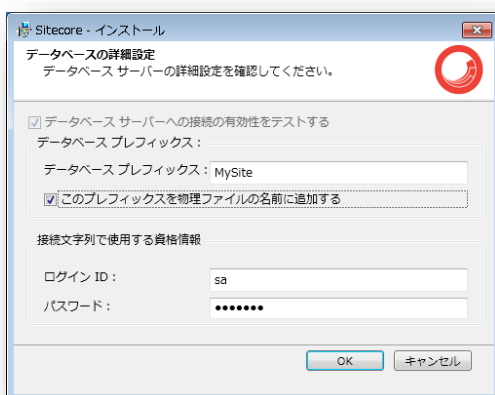 Sitecore - インストール
データベースの詳細設定
データベース サーバーの詳細設定を確認してください。
データベース サーバーへの接続の有効性をテストする
データベース プレフィックス：
データベース プレフィックス： MySite
このプレフィックスを物理ファイルの名前に追加する
接続文字列で使用する資格情報
ログイン ID： sa
パスワード： •••••••
OK キャンセル